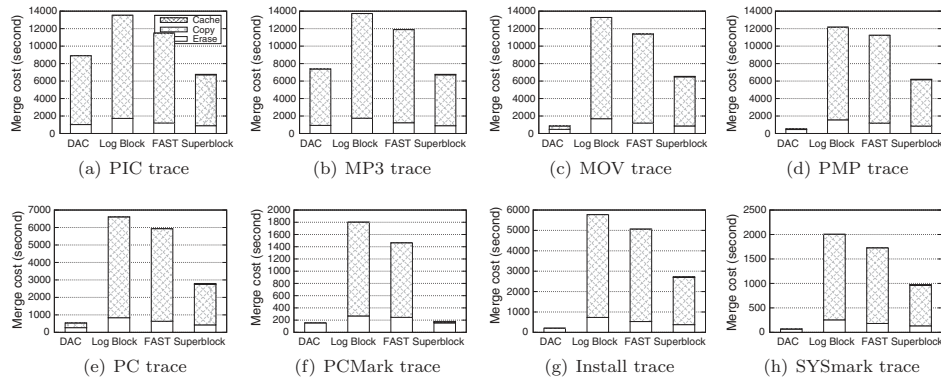 14000
12000
10000
8000
6000
4000
2000
0
Merge cost (second)
Cache
Copy
Erase
DAC Log Block FAST Superblock
(a) PIC trace
14000
12000
10000
8000
6000
4000
2000
0
Merge cost (second)
DAC Log Block FAST Superblock
(b) MP3 trace
14000
12000
10000
8000
6000
4000
2000
0
Merge cost (second)
DAC Log Block FAST Superblock
(c) MOV trace
14000
12000
10000
8000
6000
4000
2000
0
Merge cost (second)
DAC Log Block FAST Superblock
(d) PMP trace
7000
6000
5000
4000
3000
2000
1000
0
Merge cost (second)
DAC Log Block FAST Superblock
(e) PC trace
2000
1800
1600
1400
1200
1000
800
600
400
200
0
Merge cost (second)
DAC Log Block FAST Superblock
(f) PCMark trace
6000
5000
4000
3000
2000
1000
0
Merge cost (second)
DAC Log Block FAST Superblock
(g) Install trace
2500
2000
1500
1000
500
0
Merge cost (second)
DAC Log Block FAST Superblock
(h) SYSmark trace